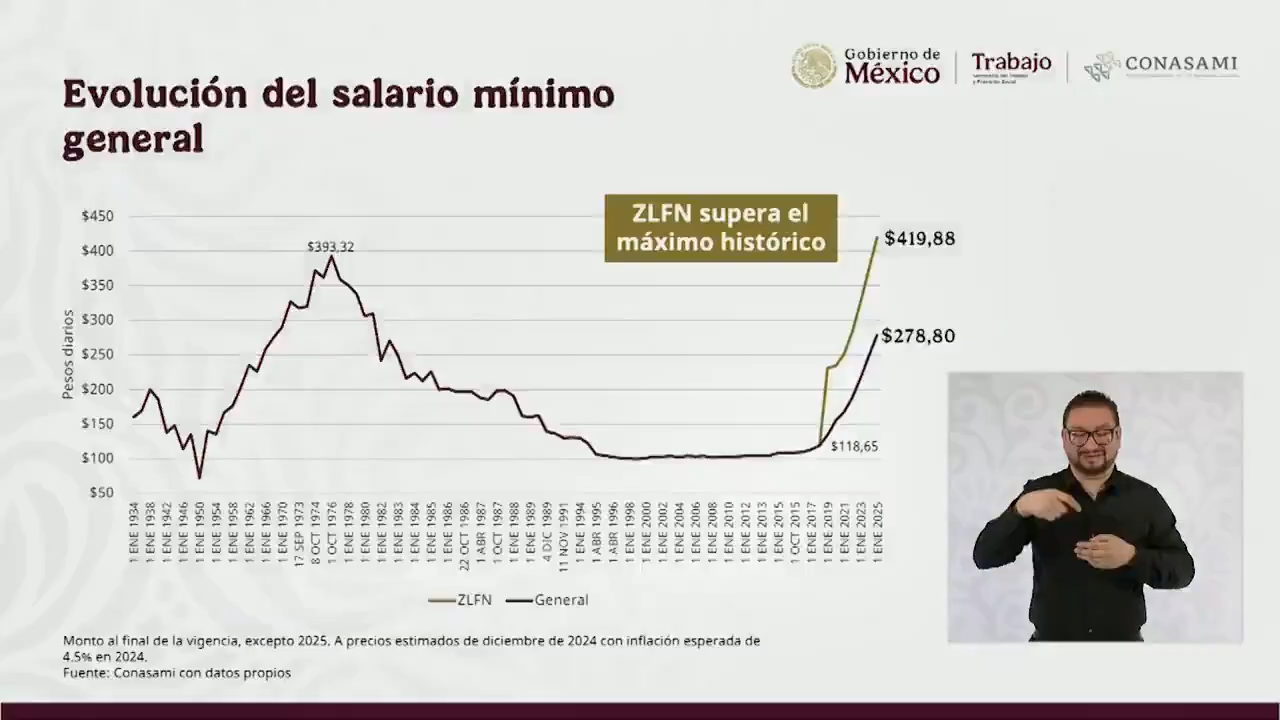 Evolución del salario mínimo
general
Gobierno de
México
Trabajo
CONASAMI
ZLFN supera el
máximo histórico
Pesos diarios
$450
$400
$350
$300
$250
$200
$150
$100
$50
$393,32
$419,88
$278,80
$118,65
1 ENE 1934
1 ENE 1938
1 ENE 1942
1 ENE 1946
1 ENE 1950
1 ENE 1954
1 ENE 1958
1 ENE 1962
1 ENE 1966
1 ENE 1970
17 SEP 1973
8 OCT 1974
1 OCT 1976
1 ENE 1978
1 ENE 1980
1 ENE 1982
1 ENE 1983
1 ENE 1984
1 ENE 1985
1 ENE 1986
22 OCT 1986
1 ABR 1987
1 OCT 1987
1 ENE 1988
1 ENE 1989
4 DIC 1989
11 NOV 1991
1 ENE 1994
1 ABR 1995
1 ABR 1996
1 ENE 1998
1 ENE 2000
1 ENE 2002
1 ENE 2004
1 ENE 2006
1 ENE 2008
1 ENE 2010
1 ENE 2012
1 ENE 2013
1 ENE 2015
1 OCT 2015
1 ENE 2017
1 ENE 2019
1 ENE 2021
1 ENE 2023
1 ENE 2025
ZLFN
General
Monto al final de la vigencia, excepto 2025. A precios estimados de diciembre de 2024 con inflación esperada de
4.5% en 2024.
Fuente: Conasami con datos propios